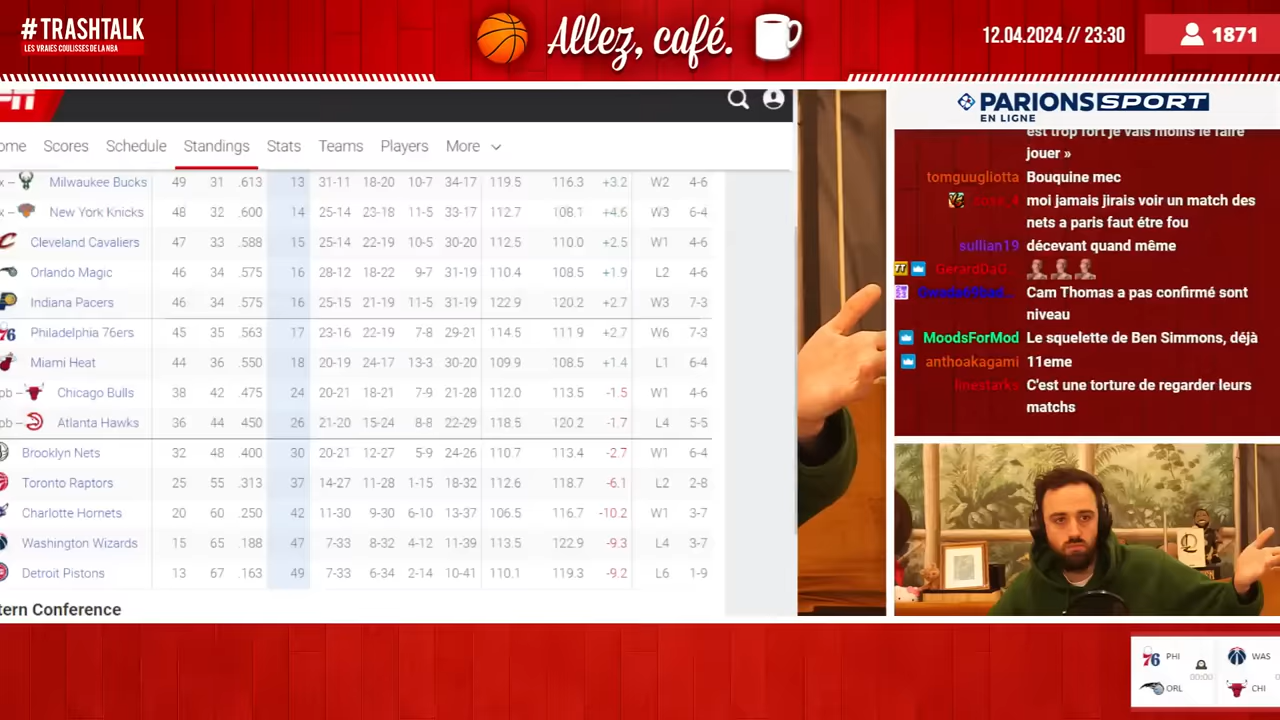 #TRASHTALK
LES VRAIES COULISSES DE LA NBA
Allez, café.
12.04.2024 // 23:30
1871
Scores Schedule Standings Stats Teams Players More
Milwaukee Bucks 49 31 .613 13 31-11 18-20 10-7 34-17 119.5 116.3 +3.2 W2 4-6
New York Knicks 48 32 .600 14 25-14 23-18 11-5 33-17 112.7 108.1 +4.6 W3 6-4
Cleveland Cavaliers 47 33 .588 15 25-14 22-19 10-5 30-20 112.5 110.0 +2.5 W1 4-6
Orlando Magic 46 34 .575 16 28-12 18-22 9-7 31-19 110.4 108.5 +1.9 L2 4-6
Indiana Pacers 46 34 .575 16 25-15 21-19 11-5 31-19 122.9 120.2 +2.7 W3 7-3
76 Philadelphia 76ers 45 35 .563 17 23-16 22-19 7-8 29-21 114.5 111.9 +2.7 W6 7-3
Miami Heat 44 36 .550 18 20-19 24-17 13-3 30-20 109.9 108.5 +1.4 L1 6-4
pb – Chicago Bulls 38 42 .475 24 20-21 18-21 7-9 21-28 112.0 113.5 -1.5 W1 4-6
pb – Atlanta Hawks 36 44 .450 26 21-20 15-24 8-8 22-29 118.5 120.2 -1.7 L4 5-5
Brooklyn Nets 32 48 .400 30 20-21 12-27 5-9 24-26 110.7 113.4 -2.7 W1 6-4
Toronto Raptors 25 55 .313 37 14-27 11-28 1-15 18-32 112.6 118.7 -6.1 L2 2-8
Charlotte Hornets 20 60 .250 42 11-30 9-30 6-10 13-37 106.5 116.7 -10.2 W1 3-7
Washington Wizards 15 65 .188 47 7-33 8-32 4-12 11-39 113.5 122.9 -9.3 L4 3-7
Detroit Pistons 13 67 .163 49 7-33 6-34 2-14 10-41 110.1 119.3 -9.2 L6 1-9
tern Conference
PARIONS SPORT
EN LIGNE
est trop fort je vais moins le faire
jouer »
tomguugliotta Bouquine mec
moi jamais jirais voir un match des
nets a paris faut étre fou
sullian19 décevant quand même
GerardDaG...
Cam Thomas a pas confirmé sont
niveau
MoodsForMod Le squelette de Ben Simmons, déjà
anthoakagami 11eme
linestarks C'est une torture de regarder leurs
matchs
76 PHI WAS
00:00
ORL CHI